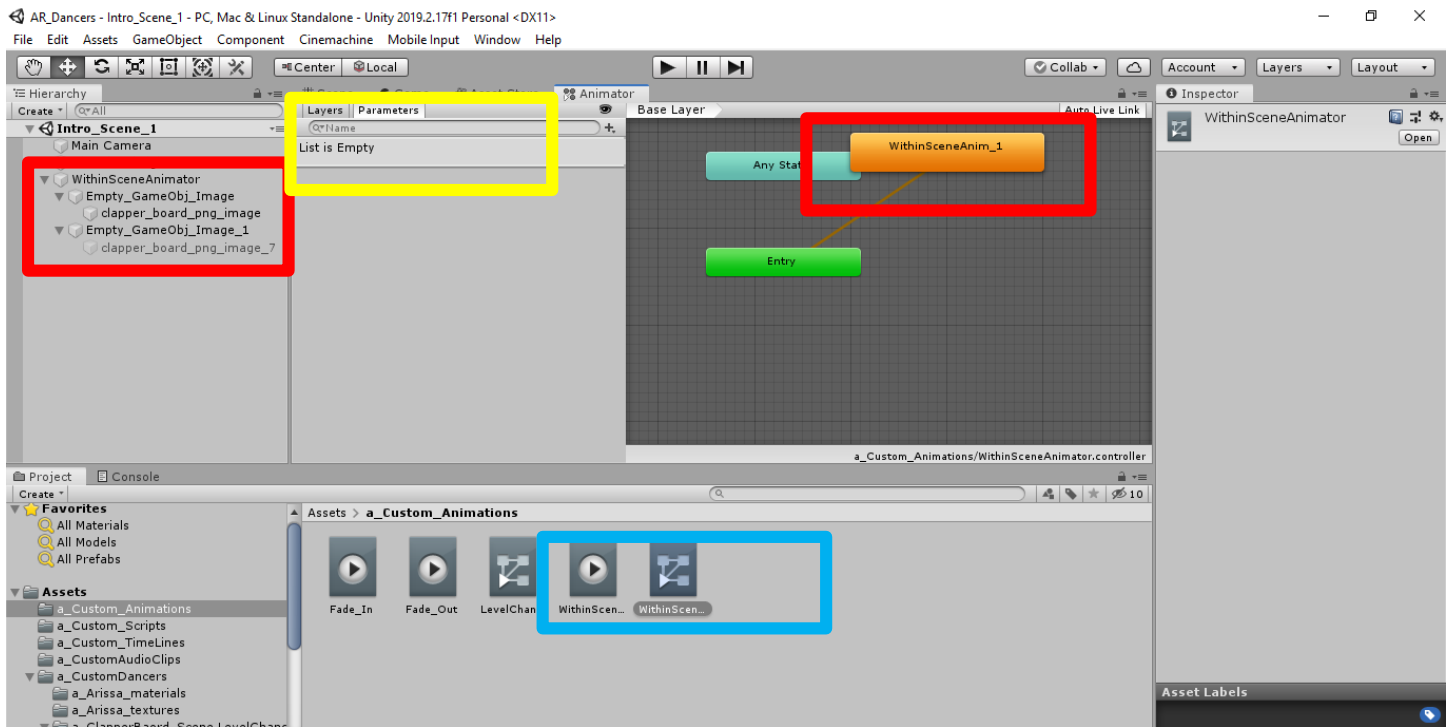 AR_Dancers - Intro_Scene_1 - PC, Mac & Linux Standalone - Unity 2019.2.17f1 Personal <DX11>
File Edit Assets GameObject Component Cinemachine Mobile Input Window Help
Center Local Collab Account Layers Layout
Hierarchy Animator Inspector
Create All Layers Parameters Base Layer Auto Live Link WithinSceneAnimator
Intro_Scene_1 Name Open
Main Camera List is Empty WithinSceneAnim_1
WithinSceneAnimator Any Stat
Empty_GameObj_Image
clapper_board_png_image
Empty_GameObj_Image_1
clapper_board_png_image_7
Entry
a_Custom_Animations/WithinSceneAnimator.controller
Project Console
Create 10
Favorites Assets > a_Custom_Animations
All Materials
All Models
All Prefabs
Assets
a_Custom_Animations Fade_In Fade_Out LevelChan WithinScen... WithinScen...
a_Custom_Scripts
a_Custom_TimeLines
a_CustomAudioClips
a_CustomDancers
a_Arissa_materials Asset Labels
a_Arissa_textures